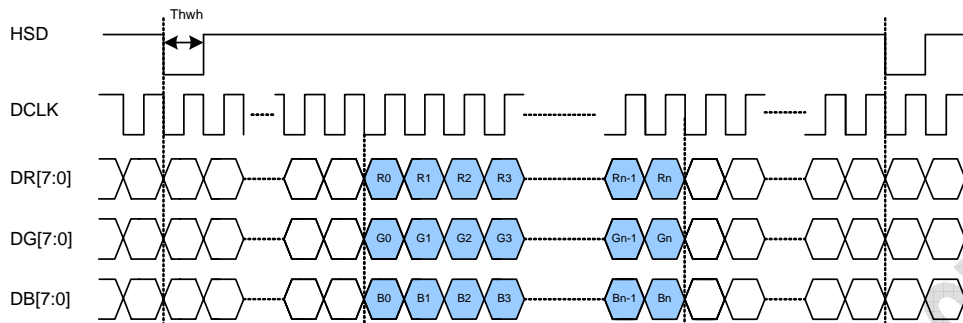 Thwh
HSD
DCLK
DR[7:0] R0 R1 R2 R3 Rn-1 Rn
DG[7:0] G0 G1 G2 G3 Gn-1 Gn
DB[7:0] B0 B1 B2 B3 Bn-1 Bn